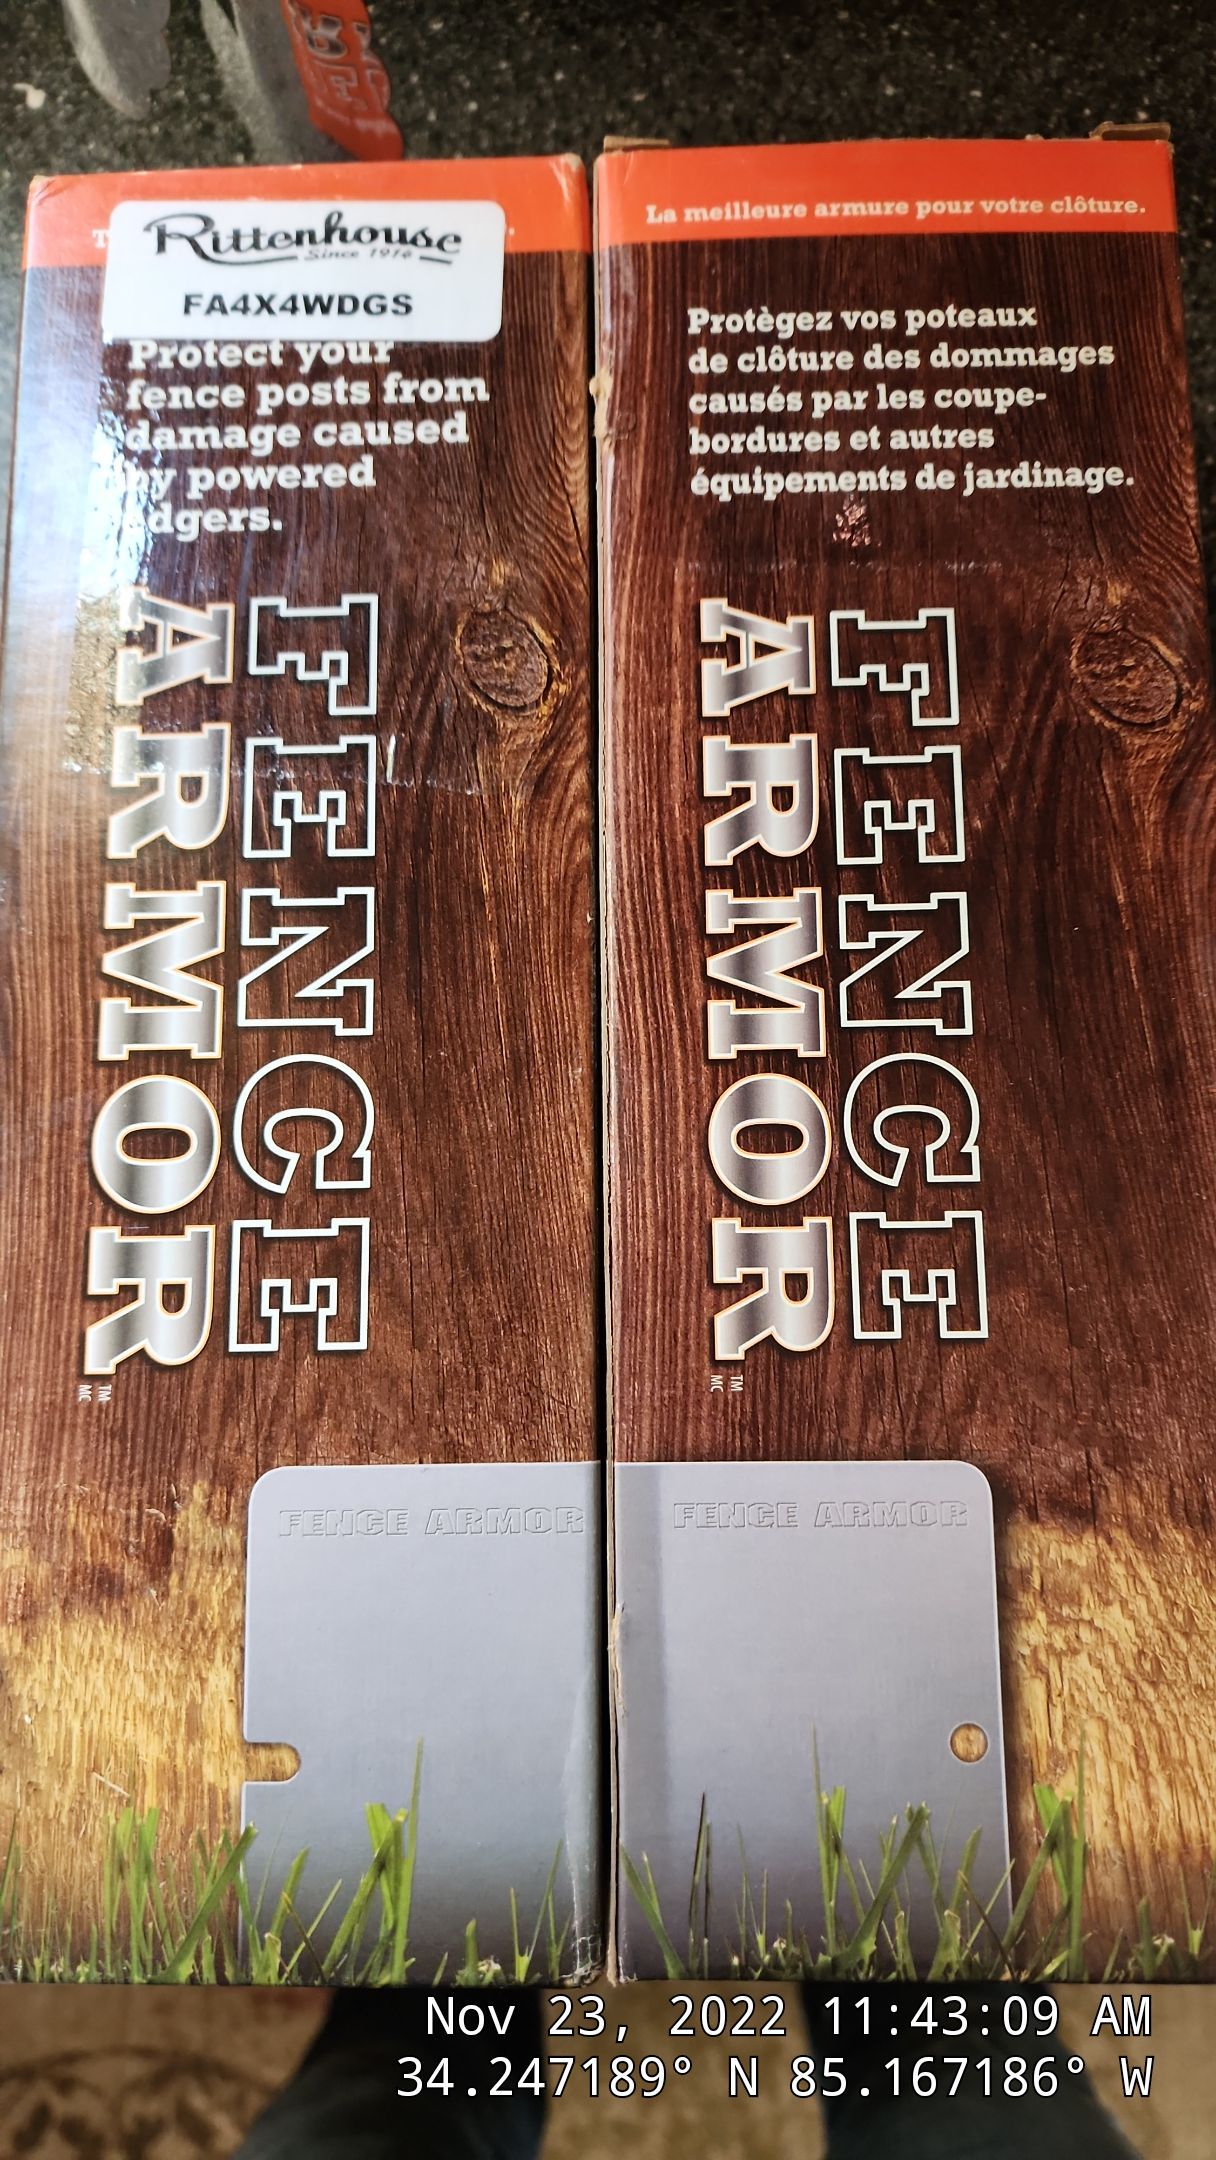 Rittenhouse
Since 1914
FA4X4WDGS
Protect your
fence posts from
damage caused
by powered
dgers.
FENCE
ARMOR
TM
MC
FENCE ARMOR
La meilleure armure pour votre clôture.
Protègez vos poteaux
de clôture des dommages
causés par les coupe-
bordures et autres
équipements de jardinage.
FENCE
ARMOR
TM
MC
FENCE ARMOR
Nov 23, 2022 11:43:09 AM
34.247189° N 85.167186° W